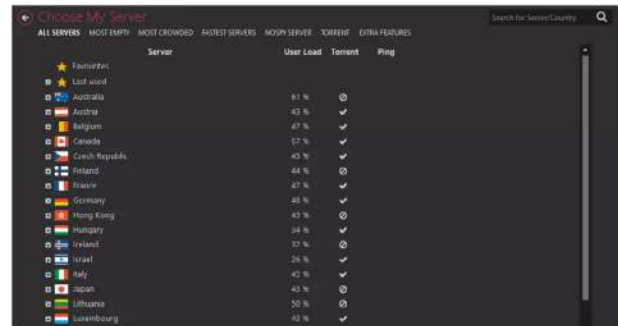 Choose My Server
Search for Server/Country
ALL SERVERS MOST EMPTY MOST CROWDED FASTEST SERVERS NOSPY SERVER TORRENT EXTRA FEATURES
Server User Load Torrent Ping
Favourites
Last used
Australia 61 %
Austria 43 %
Belgium 47 %
Canada 57 %
Czech Republic 45 %
Finland 44 %
France 47 %
Germany 48 %
Hong Kong 43 %
Hungary 34 %
Ireland 32 %
Israel 26 %
Italy 45 %
Japan 43 %
Lithuania 50 %
Luxembourg 43 %